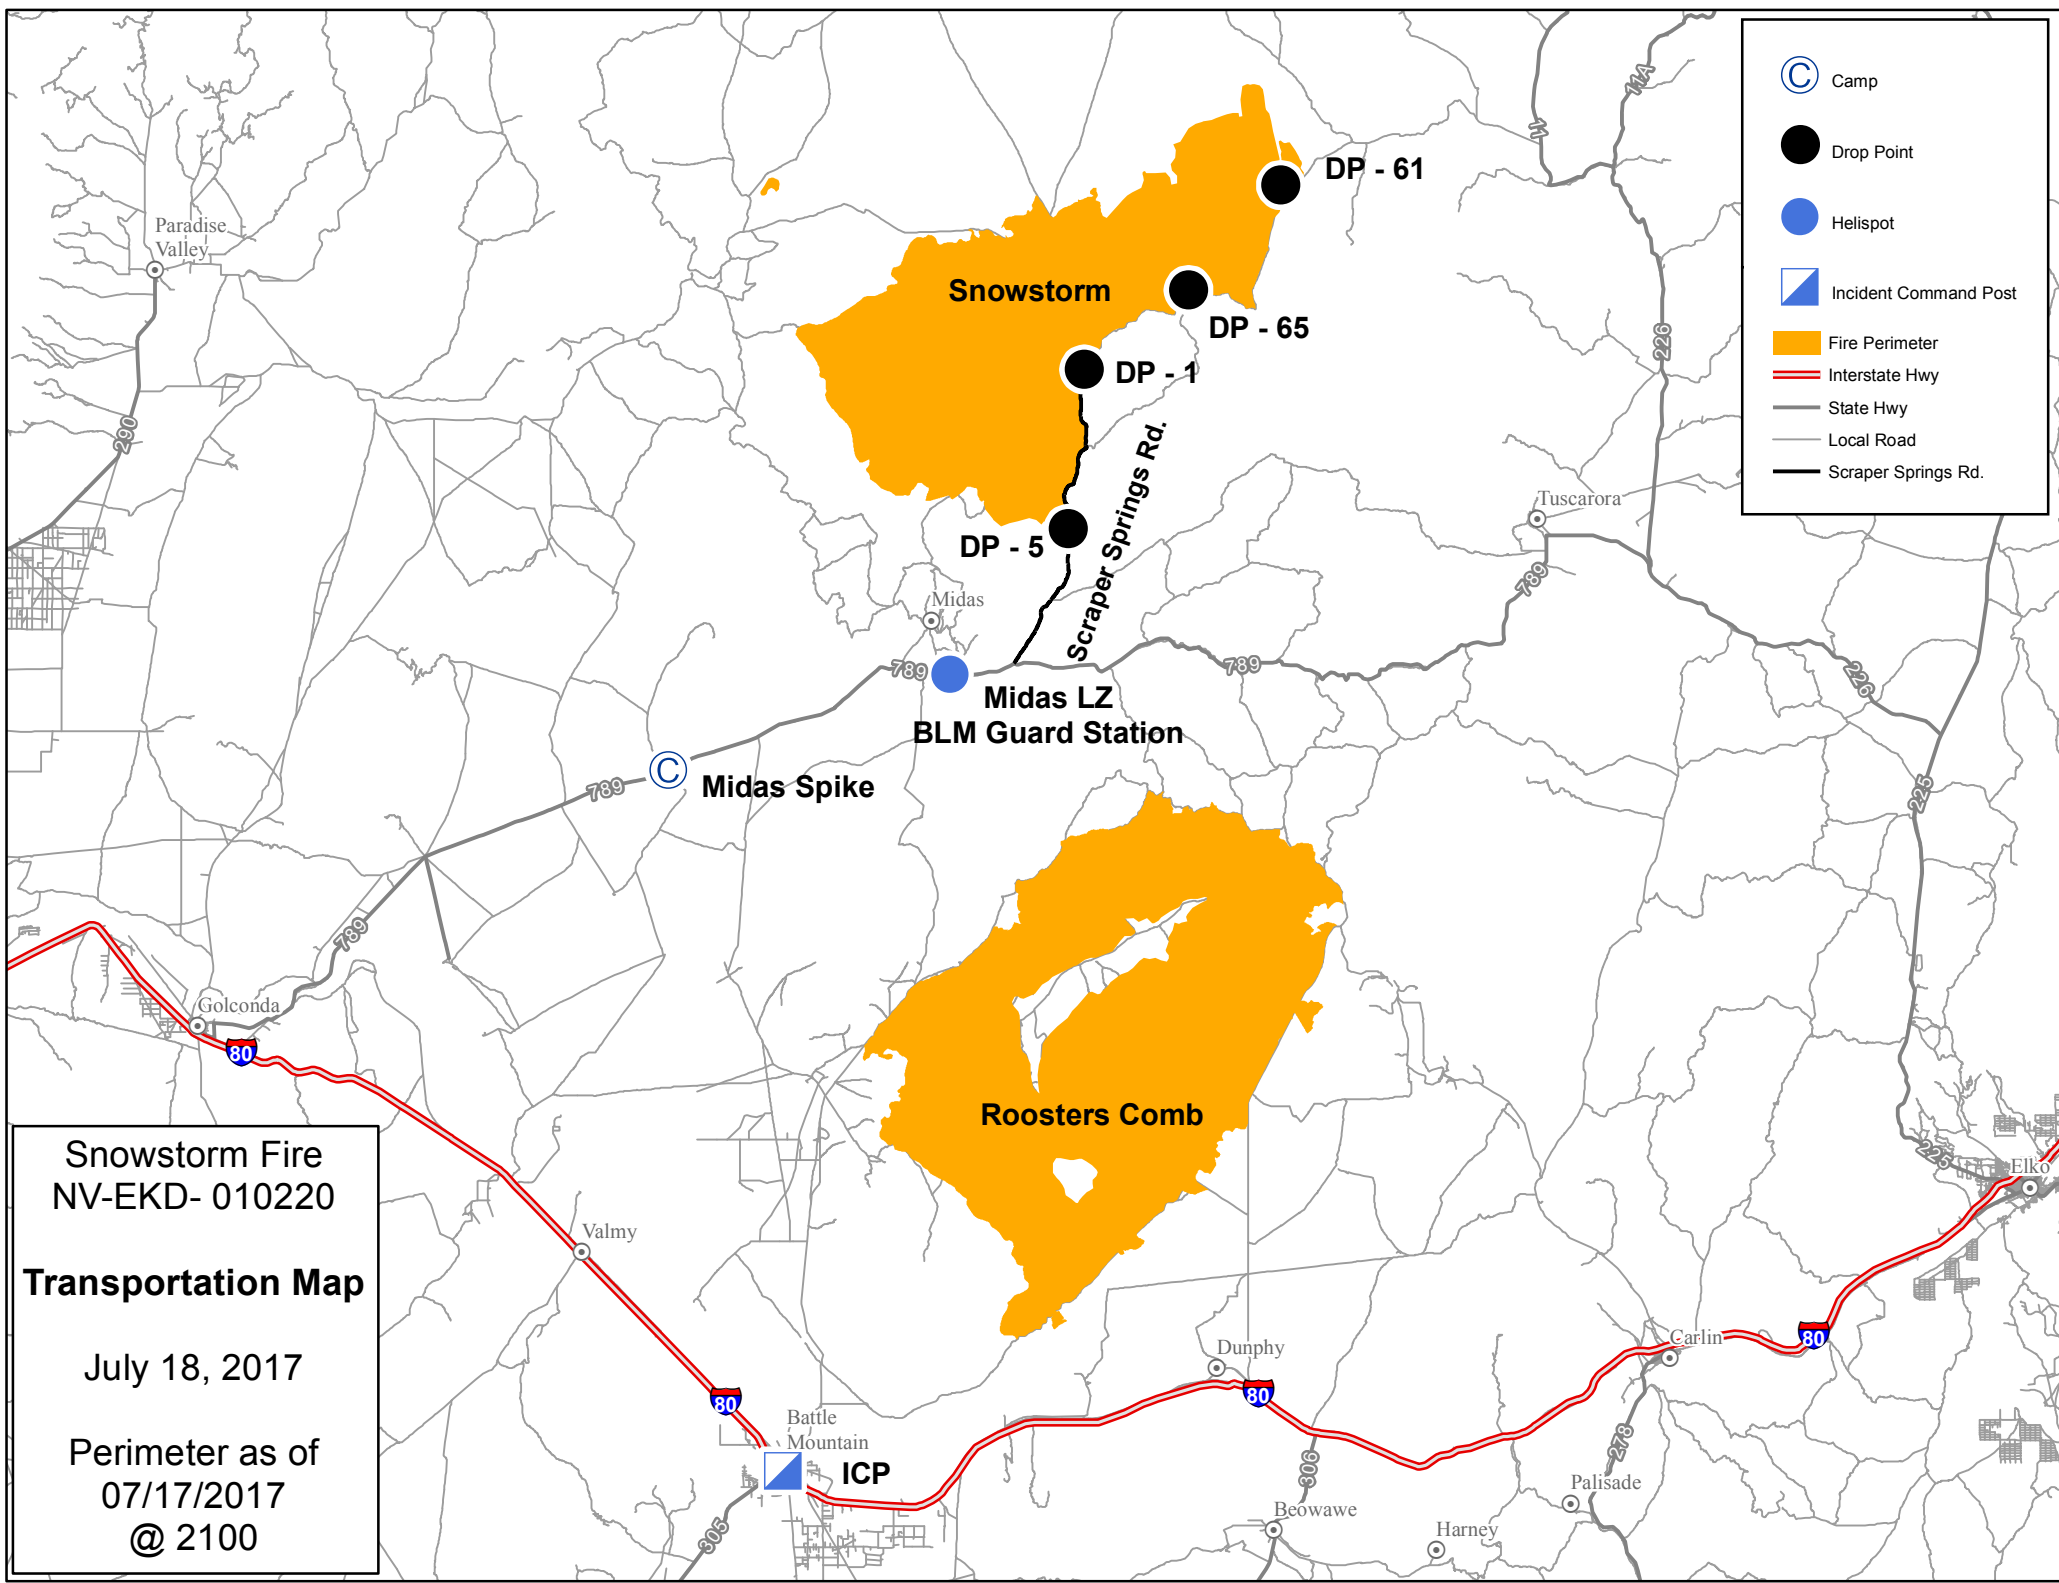 11
11A
C Camp
Drop Point
Helispot
Incident Command Post
Fire Perimeter
Interstate Hwy
State Hwy
Local Road
Scraper Springs Rd.
DP - 61
Paradise
Valley
Snowstorm
DP - 65
226
DP - 1
290
Scraper Springs Rd.
Tuscarora
DP - 5
789
Midas
789
789
Midas LZ
BLM Guard Station
226
C
Midas Spike
789
225
789
Golconda
80
Roosters Comb
225
Elko
Valmy
80
Carlin
80
Dunphy
80
Battle
Mountain
ICP
278
306
305
Palisade
Beowawe
Harney
Snowstorm Fire
NV-EKD- 010220
Transportation Map
July 18, 2017
Perimeter as of
07/17/2017
@ 2100